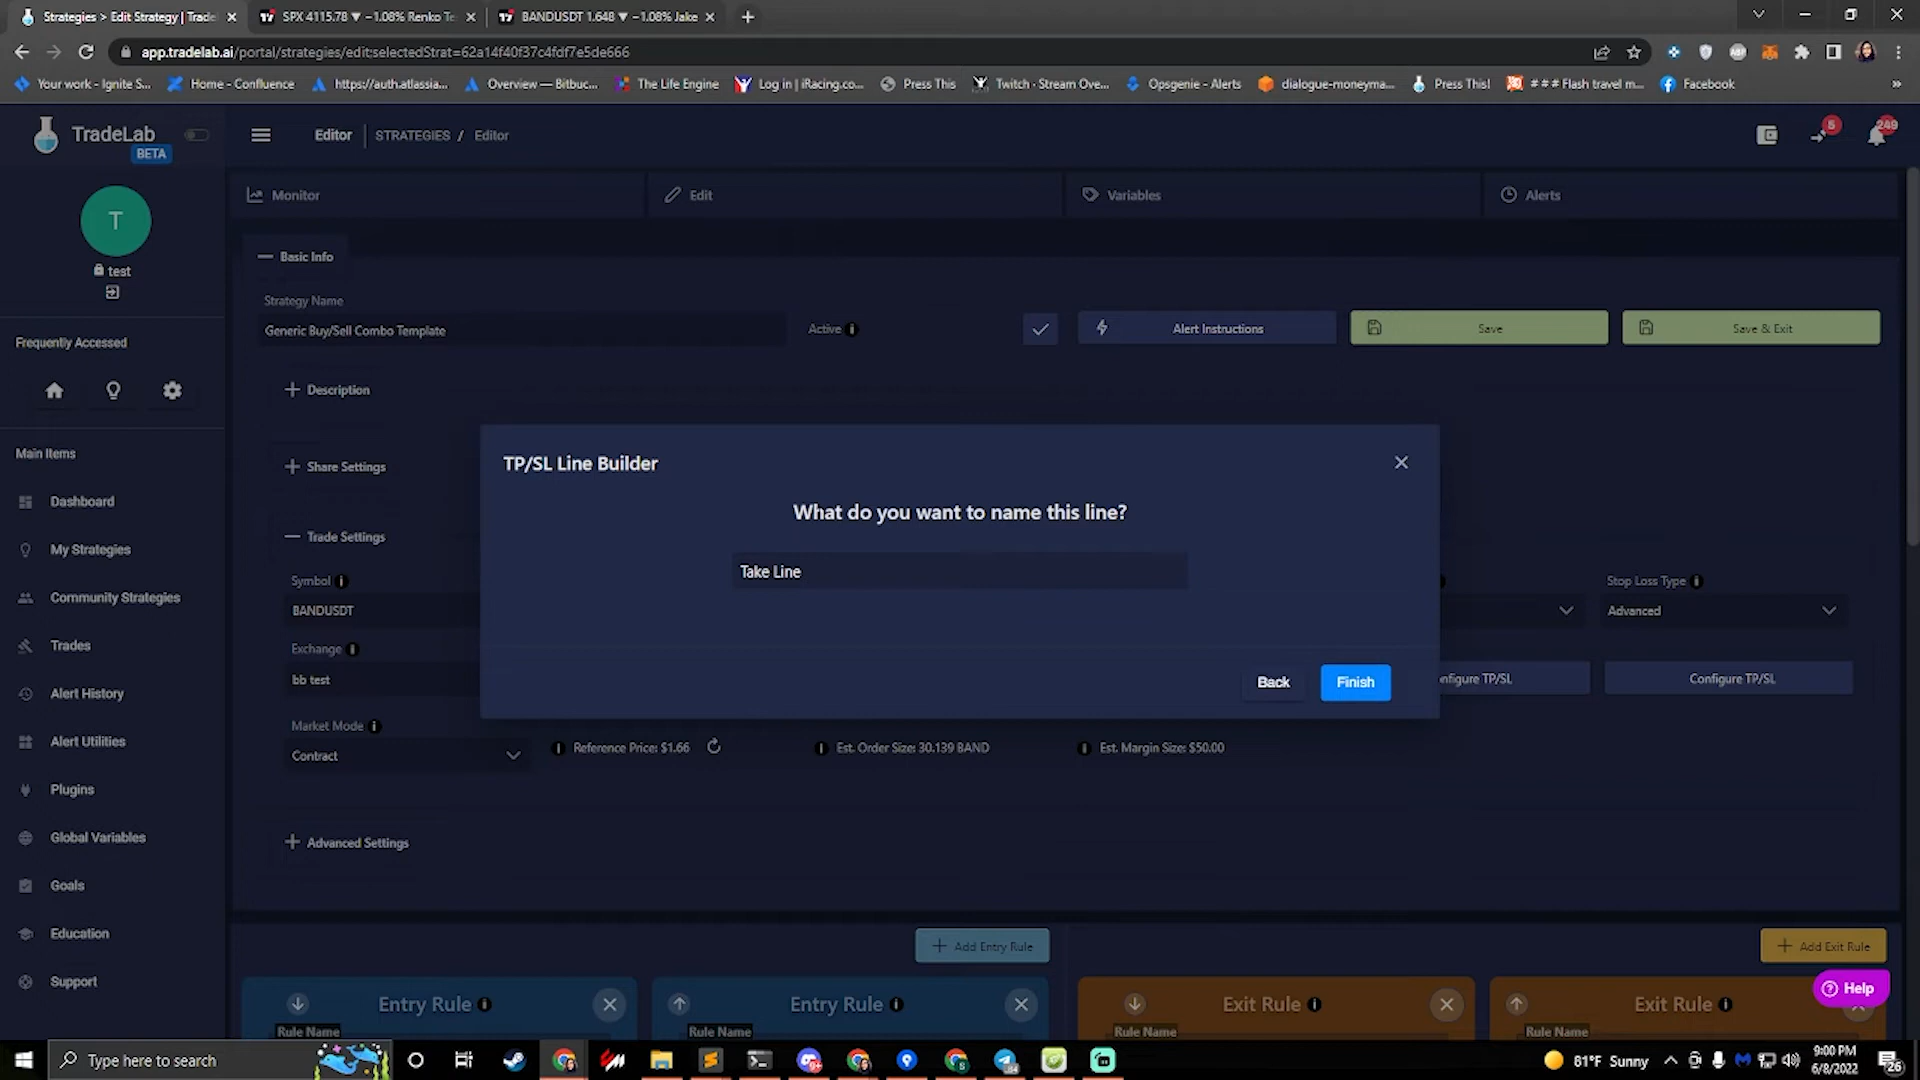 Strategies > Edit Strategy | Trade
SPX 4115.78 ▼ −1.08% Renko Te
BANDUSDT 1.648 ▼ −1.08% Jake
app.tradelab.ai/portal/strategies/edit;selectedStrat=62a14f40f37c4fdf7e5de666
Your work - Ignite S...
Home - Confluence
https://auth.atlassia...
Overview — Bitbuc...
The Life Engine
Log in | iRacing.co...
Press This
Twitch - Stream Ove...
Opsgenie - Alerts
dialogue-moneyma...
Press This!
# # # Flash travel m...
Facebook
TradeLab
BETA
Editor
STRATEGIES / Editor
5
249
Monitor
Edit
Variables
Alerts
T
test
Basic Info
Strategy Name
Generic Buy/Sell Combo Template
Active
Alert Instructions
Save
Save & Exit
Frequently Accessed
Description
Share Settings
Trade Settings
Symbol
BANDUSDT
Exchange
bb test
Market Mode
Contract
Reference Price: $1.66
Est. Order Size: 30.139 BAND
Est. Margin Size: $50.00
Stop Loss Type
Advanced
nfigure TP/SL
Configure TP/SL
Advanced Settings
TP/SL Line Builder
What do you want to name this line?
Take Line
Back
Finish
Main Items
Dashboard
My Strategies
Community Strategies
Trades
Alert History
Alert Utilities
Plugins
Global Variables
Goals
Education
Support
Add Entry Rule
Add Exit Rule
Entry Rule
Rule Name
Entry Rule
Rule Name
Exit Rule
Rule Name
Exit Rule
Rule Name
Help
Type here to search
81°F Sunny
9:00 PM
6/8/2022
26